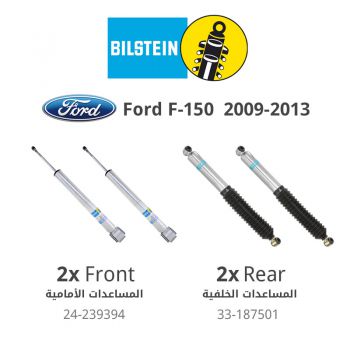 BILSTEIN
Ford Ford F-150 2009-2013
2x Front
المساعدات الأمامية
24-239394
2x Rear
المساعدات الخلفية
33-187501